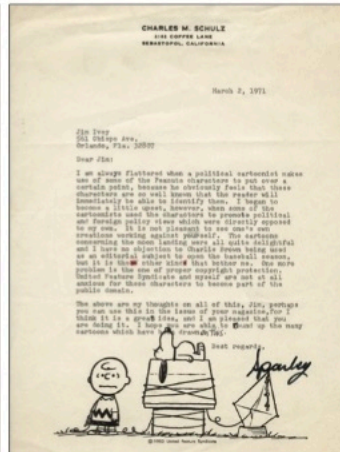 CHARLES M. SCHULZ
COFFEE LANE
SEBASTOPOL, CALIFORNIA
March 2, 1971
Jim Ivey
561 Obispo Ave.
Orlando, Fla.
Dear Jim:
I am always flattered when a political cartoonist makes
use of some of the Peanuts characters to put over a
certain point, because he obviously feels that these
characters are so well known that the reader will
immediately be able to identify them. I began to
become a little upset, however, when some of the
cartoonists used the characters to promote political
and foreign policy views which were directly opposed
to my own. It is not pleasant to see one's own
creations working against yourself. The cartoons
concerning the moon landing were all quite delightful
and I have no objection to Charlie Brown being used
as an editorial subject to open the baseball season,
but it is the other kind that bother me. One more
problem is the one of proper copyright protection.
United Feature Syndicate and myself are not at all
anxious for these characters to become part of the
public domain.
The above are my thoughts on all of this, Jim, perhaps
you can use this in the issue of your magazine, for I
think it is a great idea, and I am pleased that you
are doing it. I hope you are able to round up the many
cartoons which have
Best regards,
Sparky
United Feature Syndicate